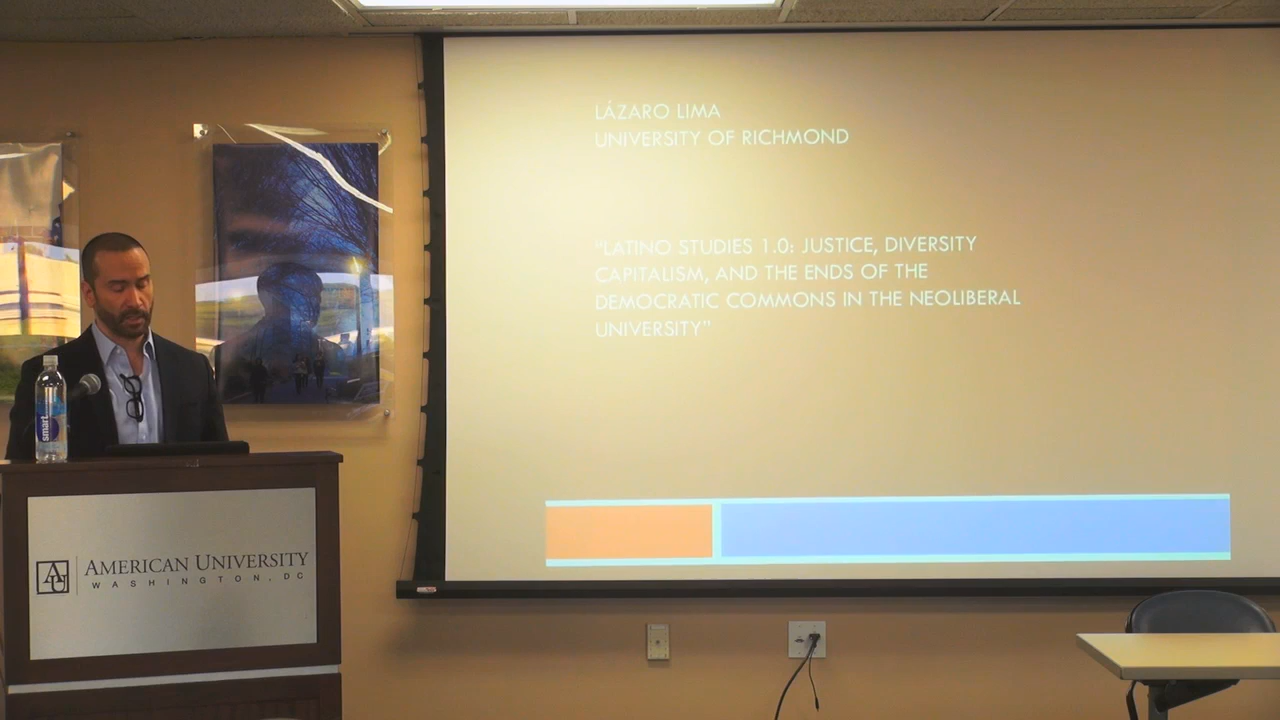 LÁZARO LIMA
UNIVERSITY OF RICHMOND
"LATINO STUDIES 1.0: JUSTICE, DIVERSITY
CAPITALISM, AND THE ENDS OF THE
DEMOCRATIC COMMONS IN THE NEOLIBERAL
UNIVERSITY"
smart
AU
AMERICAN UNIVERSITY
WASHINGTON, DC